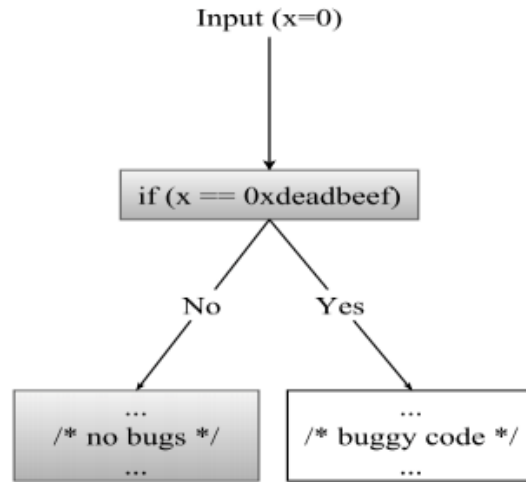 Input (x=0)
if (x == 0xdeadbeef)
No
Yes
...
/* no bugs */
...
...
/* buggy code */
...